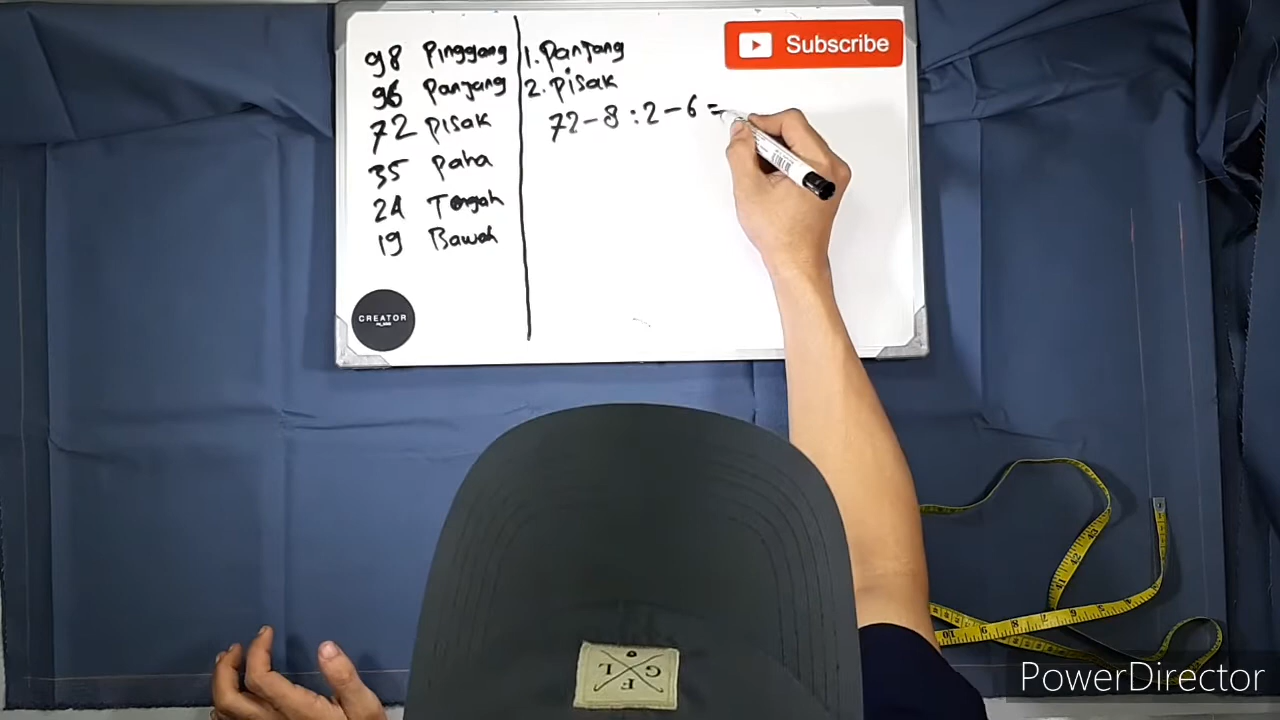 98 Pinggang
96 Panjang
72 Pisak
35 Paha
24 Tengah
19 Bawah
1. Panjang
2. Pisak
72 - 8 : 2 - 6 =
Subscribe
CREATOR
F
L
G
PowerDirector